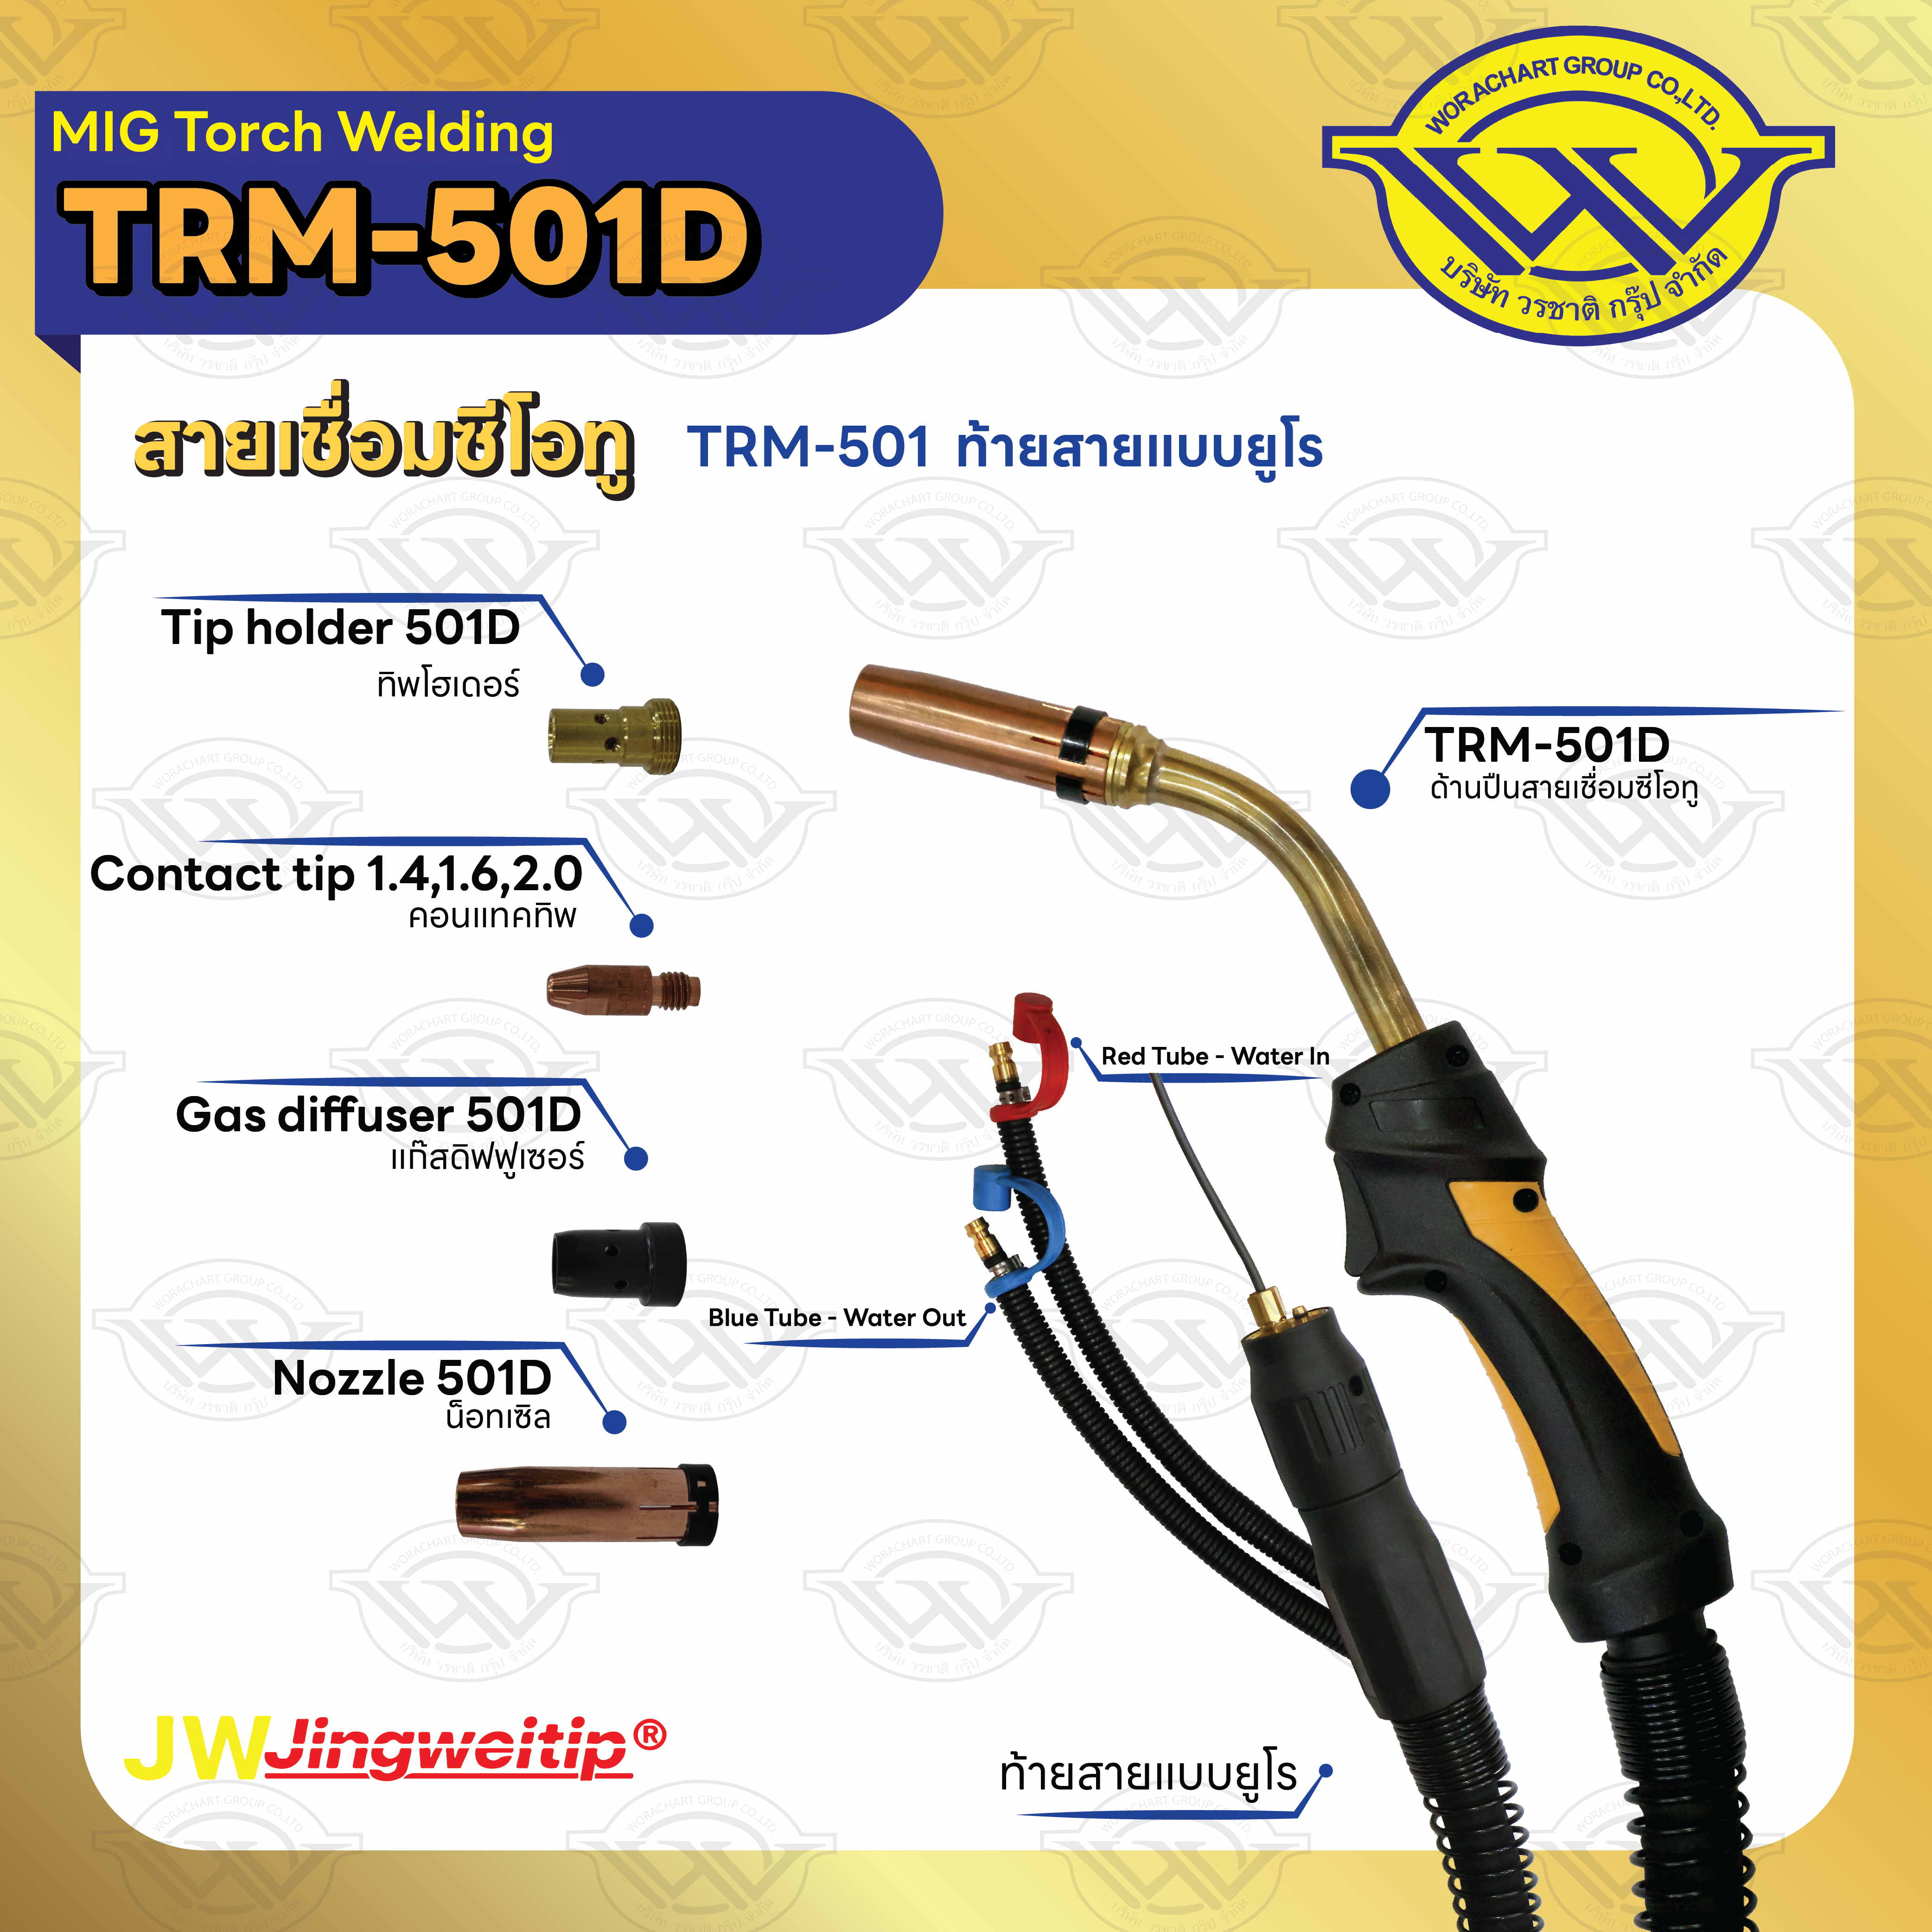 MIG Torch Welding
TRM-501D
WORACHART GROUP CO.,LTD.
บริษัท วรชาติ กรุ๊ป จำกัด
สายเชื่อมซีโอทู
TRM-501 ท้ายสายแบบยูโร
Tip holder 501D
ทิพโฮเดอร์
TRM-501D
ด้านปืนสายเชื่อมซีโอทู
Contact tip 1.4,1.6,2.0
คอนแทคทิพ
Red Tube - Water In
Gas diffuser 501D
แก๊สดิฟฟูเซอร์
Blue Tube - Water Out
Nozzle 501D
น็อทเซิล
JW Jingweitip®
ท้ายสายแบบยูโร